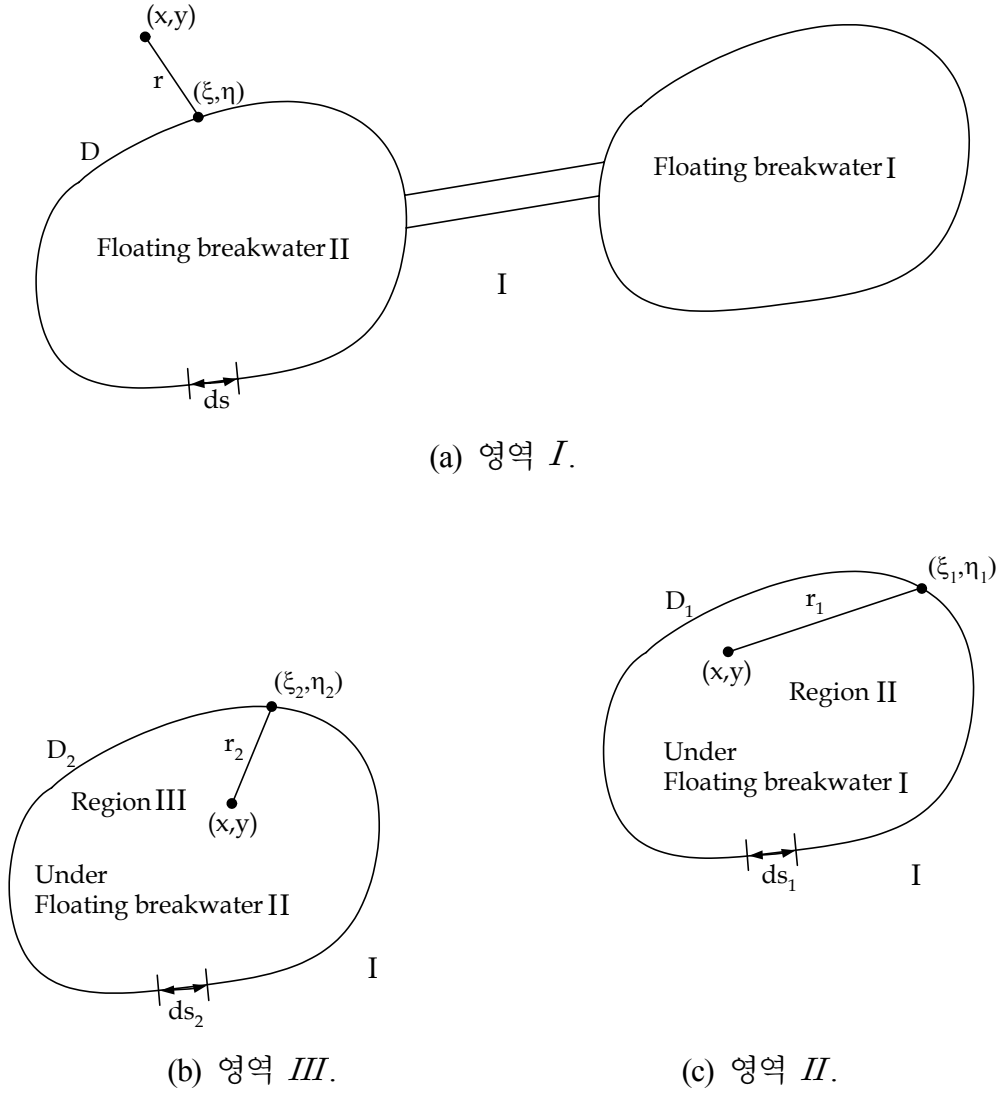 (x,y)
r
(ξ,η)
D
Floating breakwater II
Floating breakwater I
I
ds
(a) 영역 I.
(ξ₂,η₂)
D₂
r₂
Region III
(x,y)
Under
Floating breakwater II
I
ds₂
(b) 영역 III.
(ξ₁,η₁)
D₁
r₁
(x,y)
Region II
Under
Floating breakwater I
ds₁
I
(c) 영역 II.